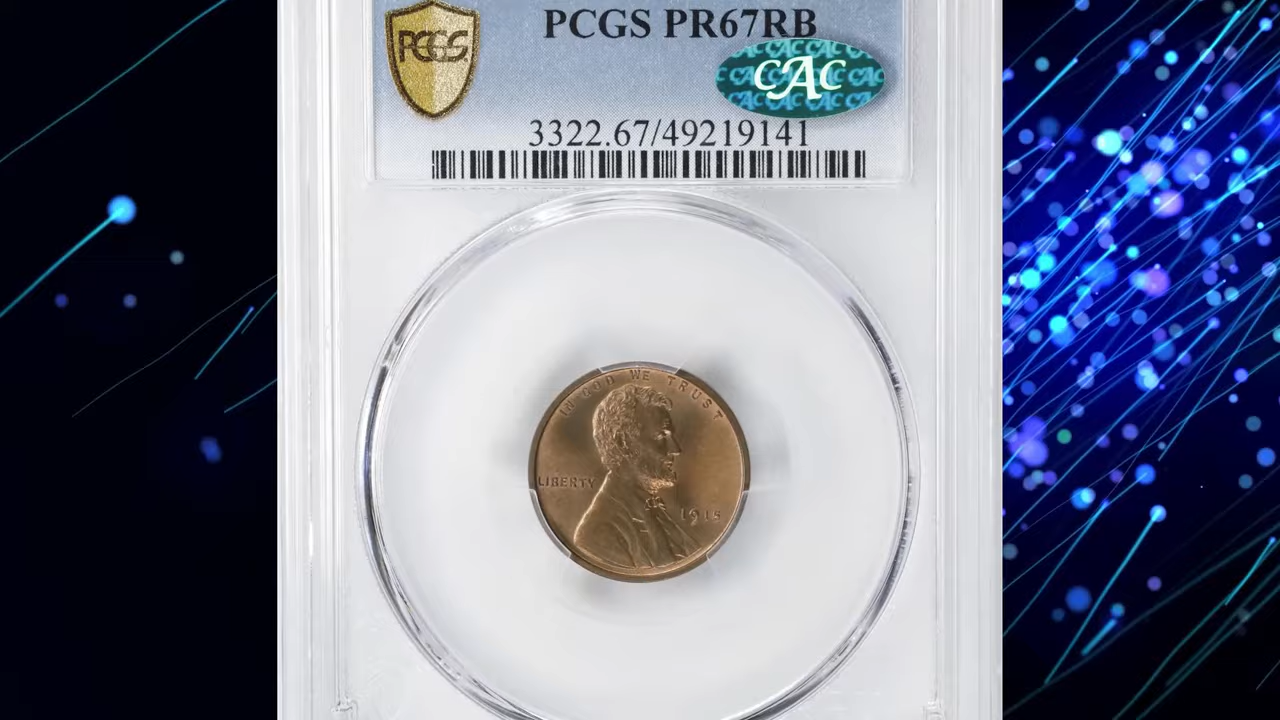 PCGS PR67RB
PCGS
CAC
3322.67/49219141
IN GOD WE TRUST
LIBERTY
1915